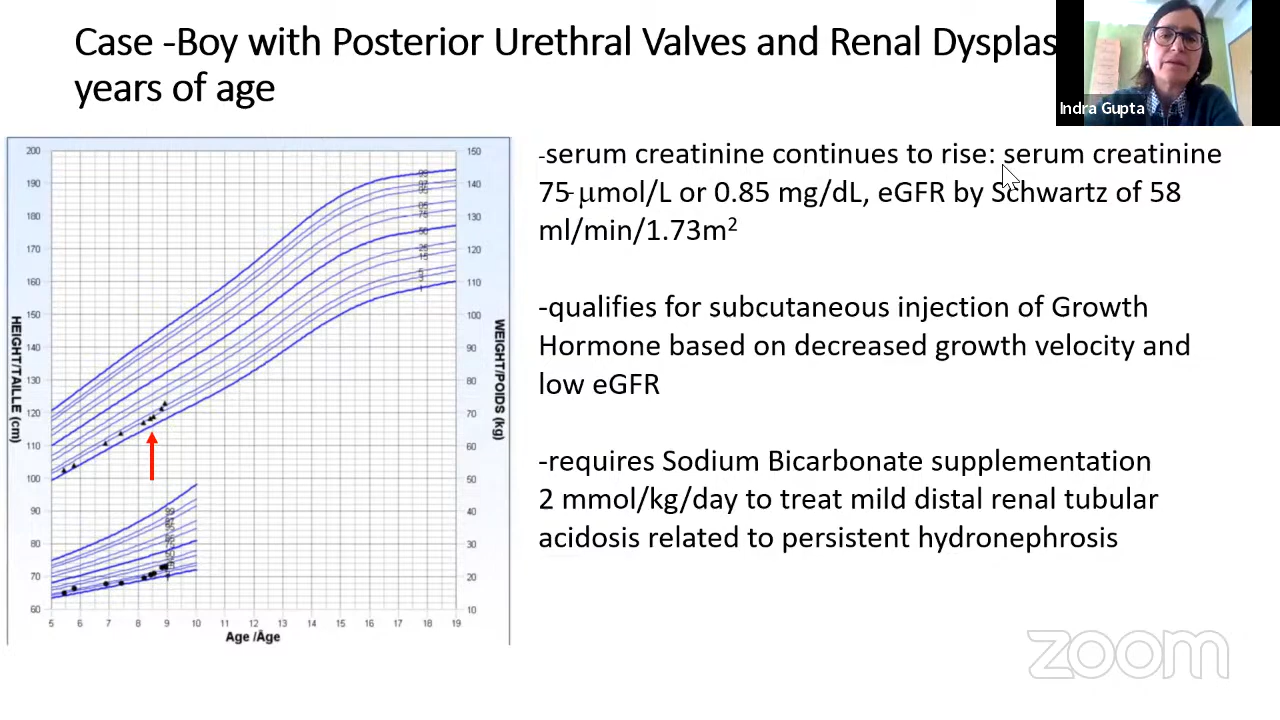 Case -Boy with Posterior Urethral Valves and Renal Dysplas
years of age
Indra Gupta
-serum creatinine continues to rise: serum creatinine
75 μmol/L or 0.85 mg/dL, eGFR by Schwartz of 58
ml/min/1.73m²
-qualifies for subcutaneous injection of Growth
Hormone based on decreased growth velocity and
low eGFR
-requires Sodium Bicarbonate supplementation
2 mmol/kg/day to treat mild distal renal tubular
acidosis related to persistent hydronephrosis
HEIGHT/TAILLE (cm)
200
190
180
170
160
150
140
130
120
110
100
90
80
70
60
WEIGHT/POIDS (kg)
150
140
130
120
110
100
90
80
70
60
50
40
30
20
10
5 6 7 8 9 10 11 12 13 14 15 16 17 18 19
Age /Âge
zoom